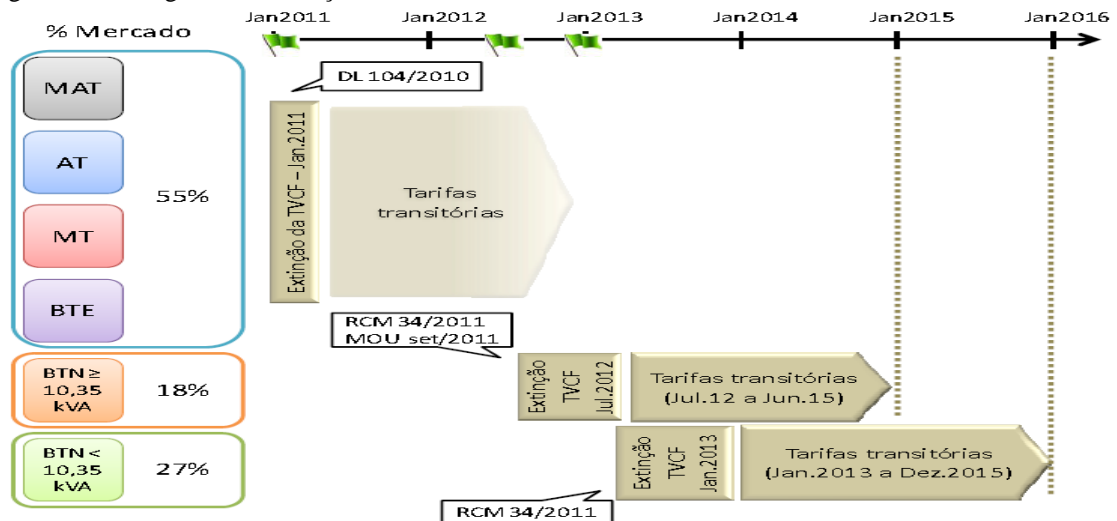 Jan2011 Jan2012 Jan2013 Jan2014 Jan2015 Jan2016
% Mercado
MAT
AT
MT
BTE
55%
DL 104/2010
Extinção da TVCF – Jan.2011
Tarifas
transitórias
RCM 34/2011
MOU set/2011
BTN ≥
10,35
kVA
18%
Extinção
TVCF
Jul.2012
Tarifas transitórias
(Jul.12 a Jun.15)
BTN <
10,35
kVA
27%
Extinção
TVCF
Jan.2013
Tarifas transitórias
(Jan.2013 a Dez.2015)
RCM 34/2011